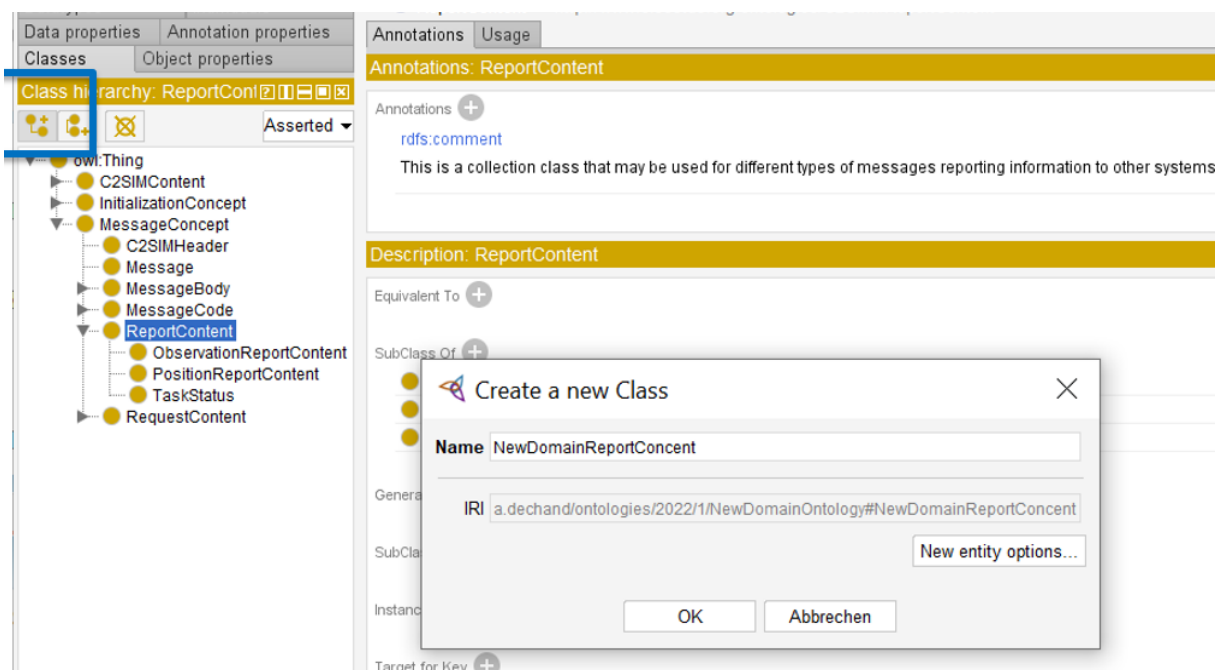 Data properties Annotation properties
Classes Object properties
Class hierarchy: ReportCont
Asserted
owl:Thing
C2SIMContent
InitializationConcept
MessageConcept
C2SIMHeader
Message
MessageBody
MessageCode
ReportContent
ObservationReportContent
PositionReportContent
TaskStatus
RequestContent
Annotations Usage
Annotations: ReportContent
Annotations
rdfs:comment
This is a collection class that may be used for different types of messages reporting information to other systems
Description: ReportContent
Equivalent To
SubClass Of
Genera
SubCla
Instanc
Target for Key
Create a new Class
Name NewDomainReportConcent
IRI a.dechand/ontologies/2022/1/NewDomainOntology#NewDomainReportConcent
New entity options...
OK Abbrechen